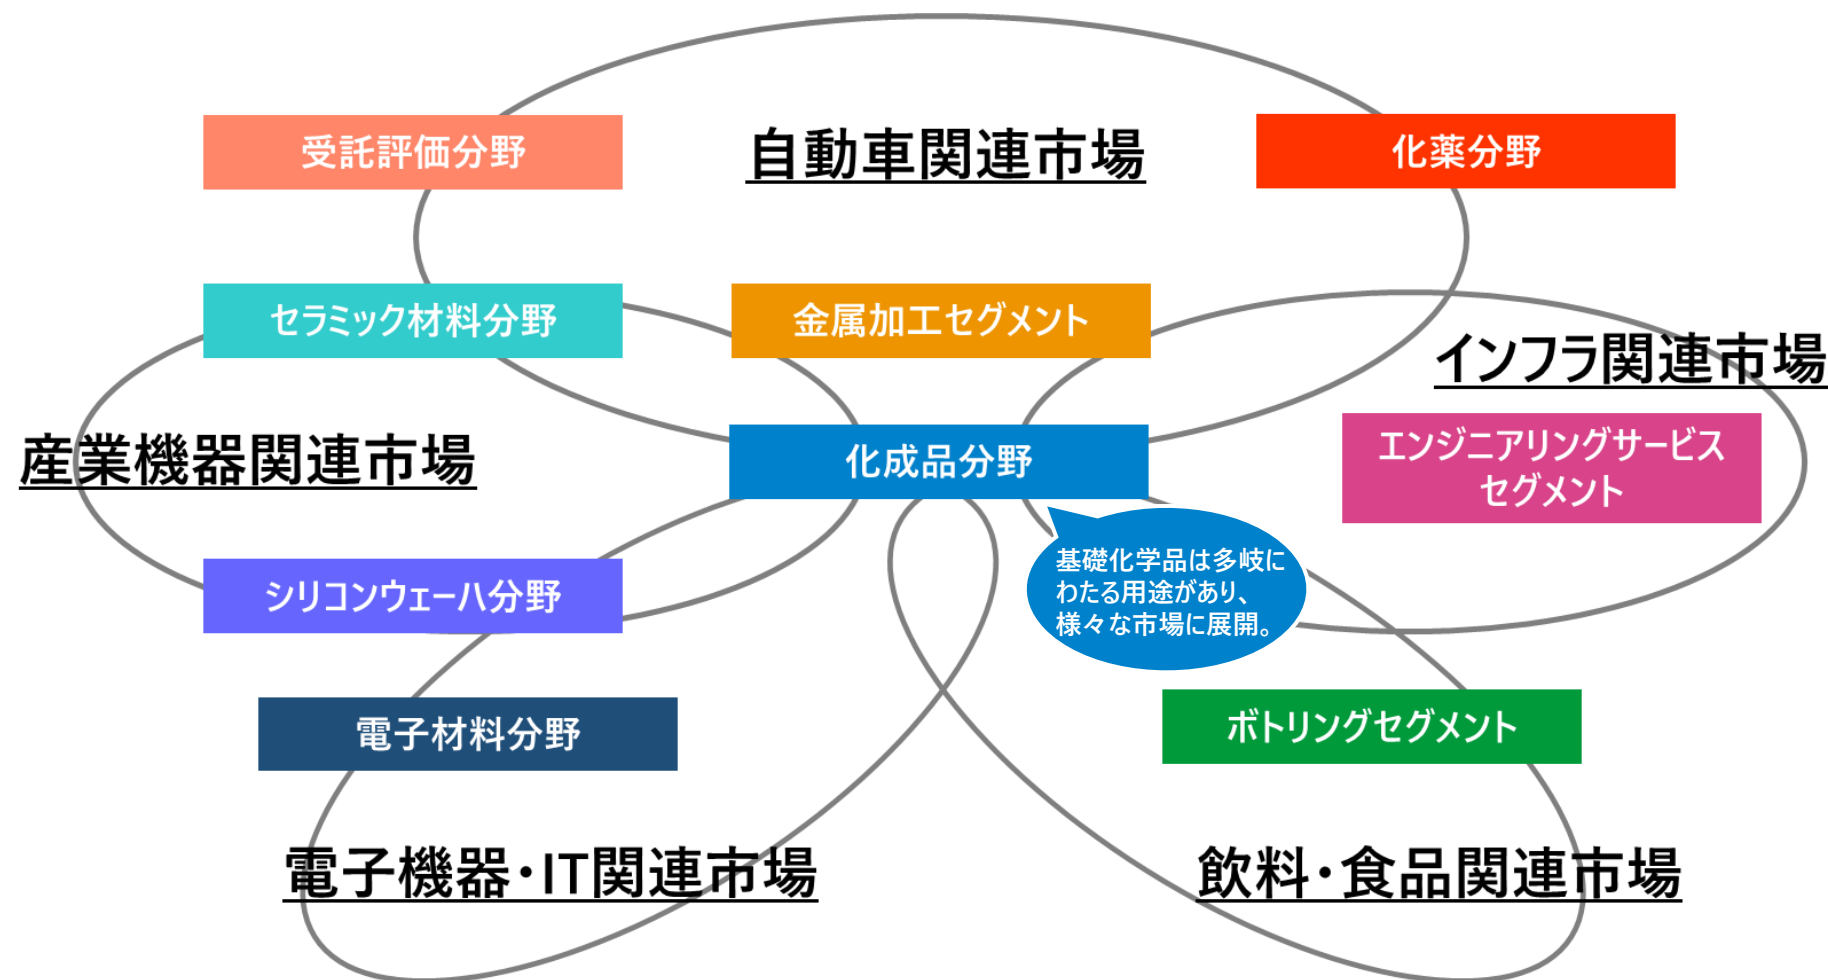 受託評価分野
自動車関連市場
化薬分野
セラミック材料分野
金属加工セグメント
インフラ関連市場
産業機器関連市場
化成品分野
エンジニアリングサービス
セグメント
基礎化学品は多岐に
わたる用途があり、
様々な市場に展開。
シリコンウェーハ分野
電子材料分野
ボトリングセグメント
電子機器・IT関連市場
飲料・食品関連市場